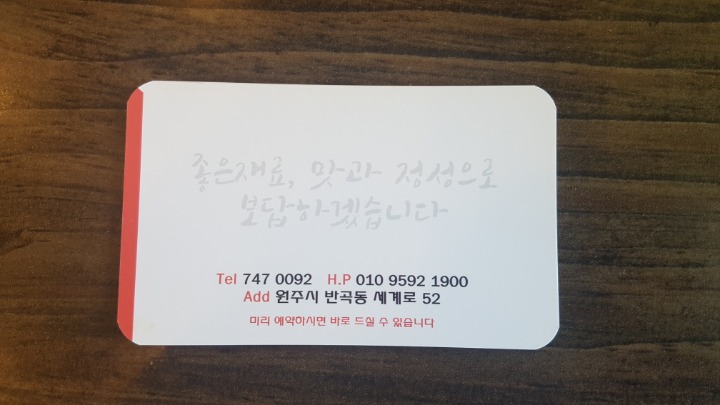 좋은재료, 맛과 정성으로
보답하겠습니다
Tel 747 0092 H.P 010 9592 1900
Add 원주시 반곡동 세계로 52
미리 예약하시면 바로 드실 수 있습니다